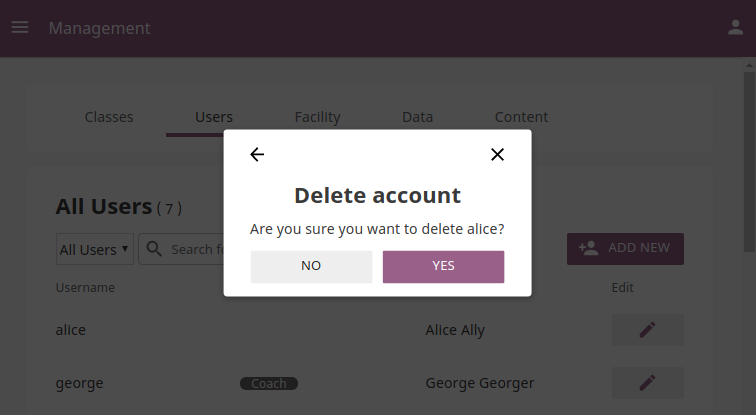 Management
Classes Users Facility Data Content
Delete account
Are you sure you want to delete alice?
NO YES
All Users ( 7 )
All Users Search fo ADD NEW
Username Edit
alice Alice Ally
george Coach George Georger